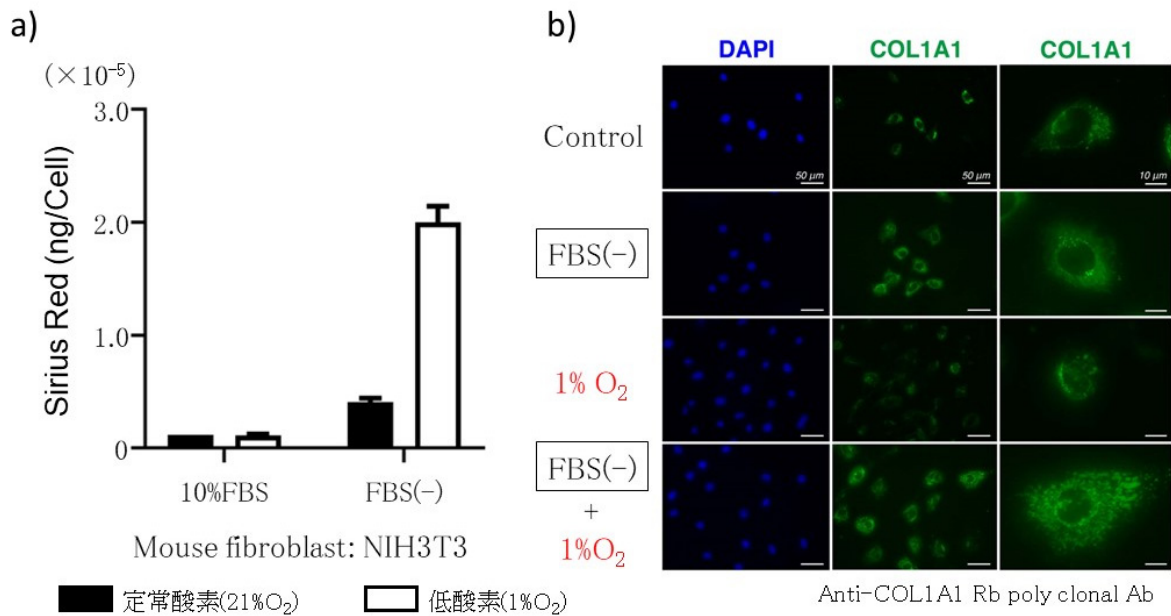 a)
(×10⁻⁵)
3.0
2.0
1.0
0
Sirius Red (ng/Cell)
10%FBS FBS(−)
Mouse fibroblast: NIH3T3
定常酸素(21%O₂) 低酸素(1%O₂)
b)
DAPI COL1A1 COL1A1
Control
50 μm 50 μm 10 μm
FBS(−)
1% O₂
FBS(−)
+
1%O₂
Anti-COL1A1 Rb poly clonal Ab